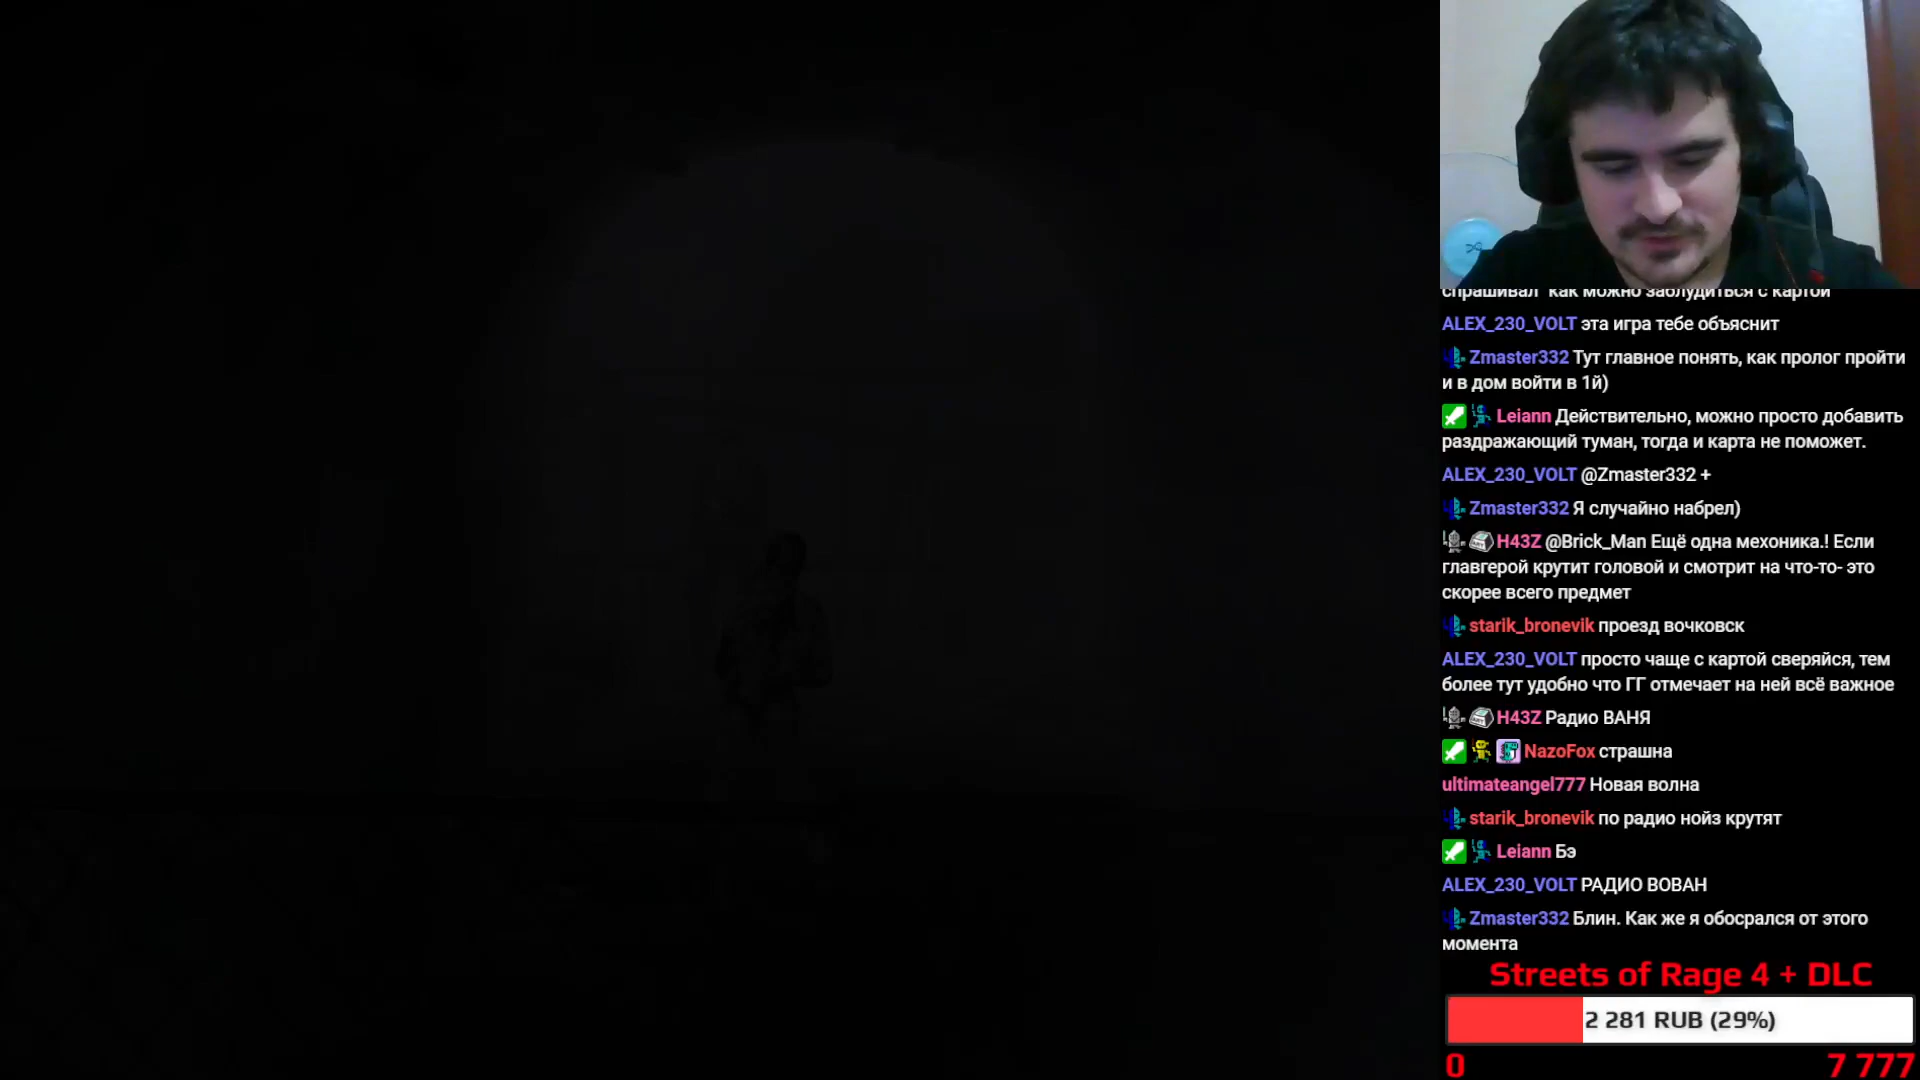 спрашивал как можно заблудиться с картой
ALEX_230_VOLT эта игра тебе объяснит
Zmaster332 Тут главное понять, как пролог пройти
и в дом войти в 1й)
Leiann Действительно, можно просто добавить
раздражающий туман, тогда и карта не поможет.
ALEX_230_VOLT @Zmaster332 +
Zmaster332 Я случайно набрел)
H43Z @Brick_Man Ещё одна мехоника.! Если
главгерой крутит головой и смотрит на что-то- это
скорее всего предмет
starik_bronevik проезд вочковск
ALEX_230_VOLT просто чаще с картой сверяйся, тем
более тут удобно что ГГ отмечает на ней всё важное
H43Z Радио ВАНЯ
NazoFox страшна
ultimateangel777 Новая волна
starik_bronevik по радио нойз крутят
Leiann Бэ
ALEX_230_VOLT РАДИО ВОВАН
Zmaster332 Блин. Как же я обосрался от этого
момента
Streets of Rage 4 + DLC
2 281 RUB (29%)
0 7 777